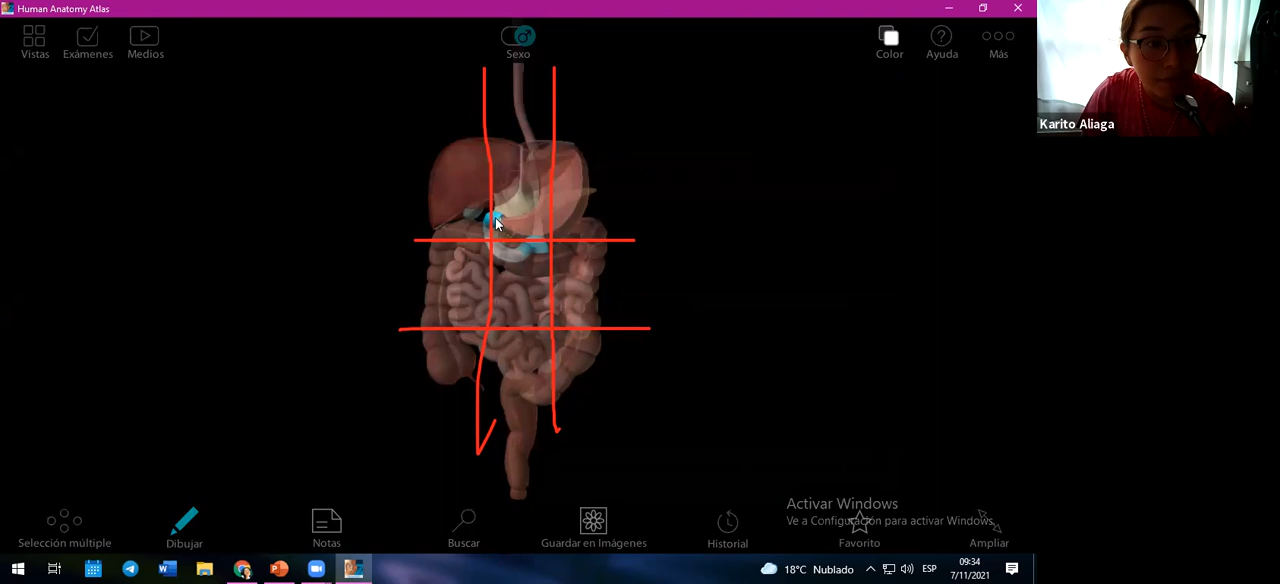 Human Anatomy Atlas
Vistas
Exámenes
Medios
Sexo
Color
Ayuda
Más
Karito Aliaga
Activar Windows
Ve a Configuración para activar Windows.
Selección múltiple
Dibujar
Notas
Buscar
Guardar en Imágenes
Historial
Favorito
Ampliar
18°C Nublado
ESP
09:34
7/11/2021